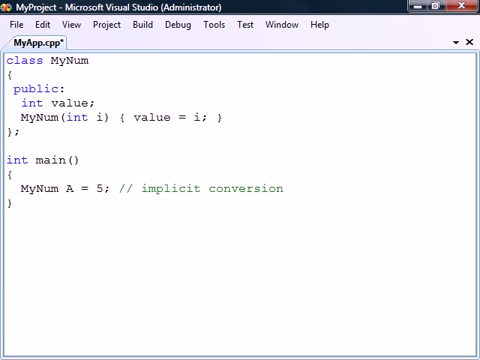 MyProject - Microsoft Visual Studio (Administrator)
File Edit View Project Build Debug Tools Test Window Help
MyApp.cpp*
class MyNum
{
public:
int value;
MyNum(int i) { value = i; }
};
int main()
{
MyNum A = 5; // implicit conversion
}